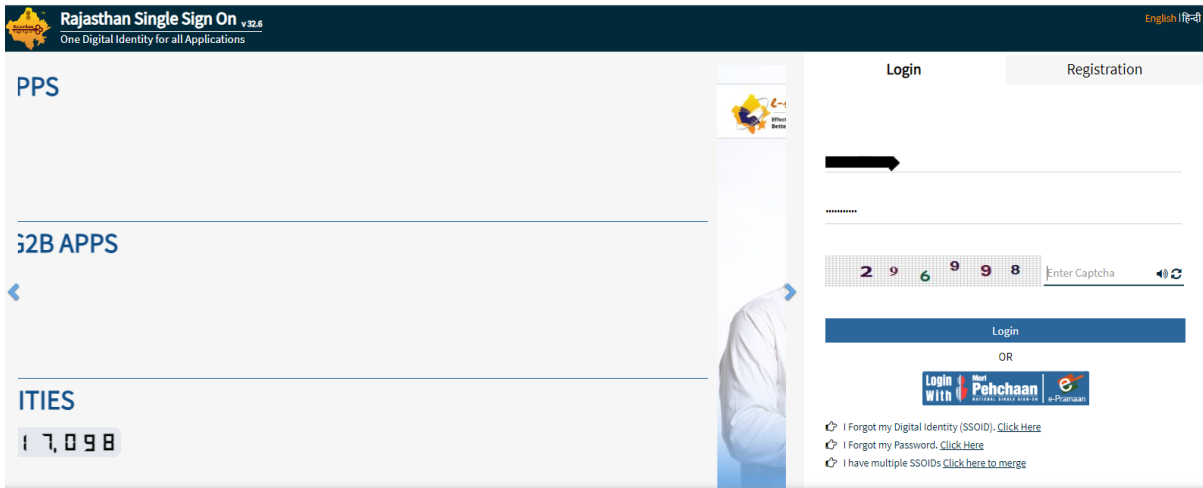 Rajasthan Single Sign On v32.6
One Digital Identity for all Applications
English | हिन्दी
PPS
G2B APPS
ITIES
17,098
Login
Registration
2 9 6 9 9 8
Enter Captcha
Login
OR
Login With Meri Pehchaan NATIONAL SINGLE SIGN-ON e-Pramaan
I Forgot my Digital Identity (SSOID). Click Here
I Forgot my Password. Click Here
I have multiple SSOIDs Click here to merge